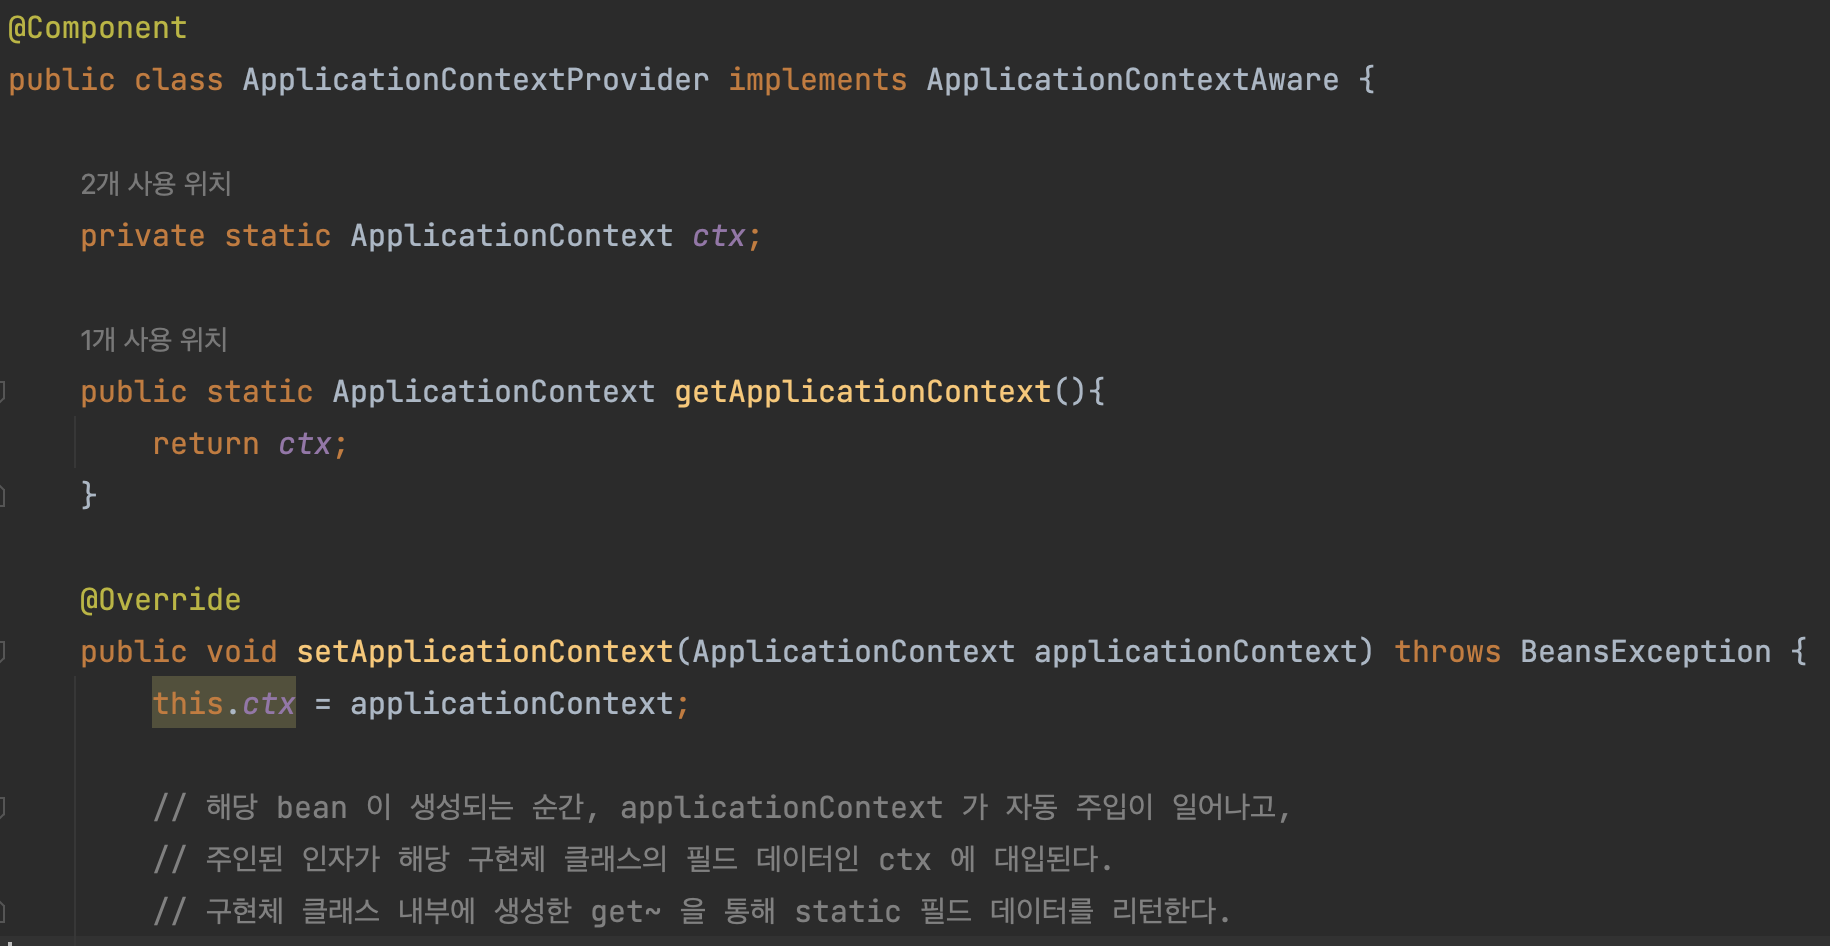 @Component
public class ApplicationContextProvider implements ApplicationContextAware {
2개 사용 위치
private static ApplicationContext ctx;
1개 사용 위치
public static ApplicationContext getApplicationContext(){
return ctx;
}
@Override
public void setApplicationContext(ApplicationContext applicationContext) throws BeansException {
this.ctx = applicationContext;
// 해당 bean 이 생성되는 순간, applicationContext 가 자동 주입이 일어나고,
// 주인된 인자가 해당 구현체 클래스의 필드 데이터인 ctx 에 대입된다.
// 구현체 클래스 내부에 생성한 get~ 을 통해 static 필드 데이터를 리턴한다.